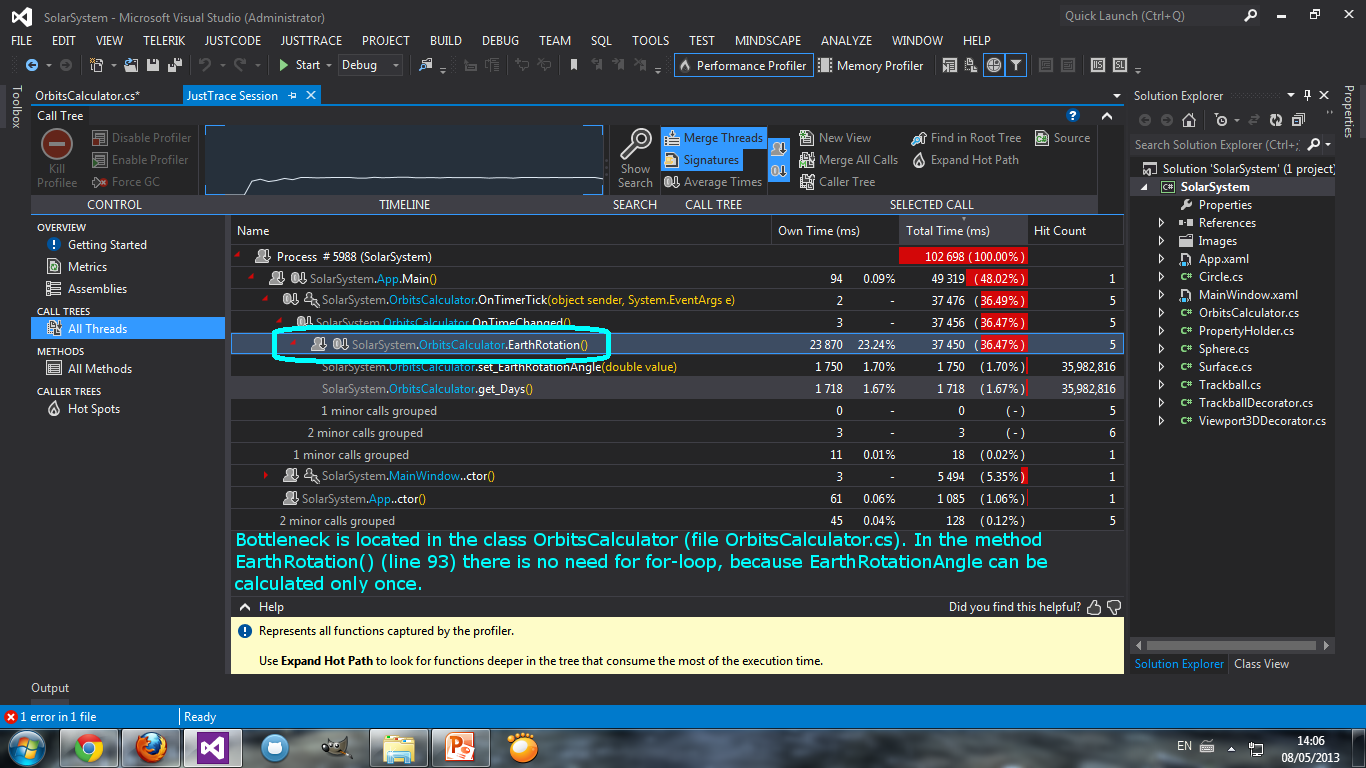 SolarSystem - Microsoft Visual Studio (Administrator)
Quick Launch (Ctrl+Q)
FILE EDIT VIEW TELERIK JUSTCODE JUSTTRACE PROJECT BUILD DEBUG TEAM SQL TOOLS TEST MINDSCAPE ANALYZE WINDOW HELP
Start Debug Performance Profiler Memory Profiler
Toolbox
OrbitsCalculator.cs* JustTrace Session
Call Tree
Kill Profilee
Disable Profiler
Enable Profiler
Force GC
CONTROL
TIMELINE
Show Search
SEARCH
Merge Threads
Signatures
Average Times
CALL TREE
New View
Merge All Calls
Caller Tree
Find in Root Tree
Expand Hot Path
Source
SELECTED CALL
OVERVIEW
Getting Started
Metrics
Assemblies
CALL TREES
All Threads
METHODS
All Methods
CALLER TREES
Hot Spots
Name Own Time (ms) Total Time (ms) Hit Count
Process # 5988 (SolarSystem) 102 698 (100.00%)
SolarSystem.App.Main() 94 0.09% 49 319 (48.02%) 1
SolarSystem.OrbitsCalculator.OnTimerTick(object sender, System.EventArgs e) 2 - 37 476 (36.49%) 5
SolarSystem.OrbitsCalculator.OnTimeChanged() 3 - 37 456 (36.47%) 5
SolarSystem.OrbitsCalculator.EarthRotation() 23 870 23.24% 37 450 (36.47%) 5
SolarSystem.OrbitsCalculator.set_EarthRotationAngle(double value) 1 750 1.70% 1 750 (1.70%) 35,982,816
SolarSystem.OrbitsCalculator.get_Days() 1 718 1.67% 1 718 (1.67%) 35,982,816
1 minor calls grouped 0 - 0 (-) 5
2 minor calls grouped 3 - 3 (-) 6
1 minor calls grouped 11 0.01% 18 (0.02%) 1
SolarSystem.MainWindow..ctor() 3 - 5 494 (5.35%) 1
SolarSystem.App..ctor() 61 0.06% 1 085 (1.06%) 1
2 minor calls grouped 45 0.04% 128 (0.12%) 5
Bottleneck is located in the class OrbitsCalculator (file OrbitsCalculator.cs). In the method
EarthRotation() (line 93) there is no need for for-loop, because EarthRotationAngle can be
calculated only once.
Help Did you find this helpful?
Represents all functions captured by the profiler.
Use Expand Hot Path to look for functions deeper in the tree that consume the most of the execution time.
Solution Explorer
Search Solution Explorer (Ctrl+;
Solution 'SolarSystem' (1 project)
SolarSystem
Properties
References
Images
App.xaml
Circle.cs
MainWindow.xaml
OrbitsCalculator.cs
PropertyHolder.cs
Sphere.cs
Surface.cs
Trackball.cs
TrackballDecorator.cs
Viewport3DDecorator.cs
Solution Explorer Class View
Properties
Output
1 error in 1 file Ready
EN
14:06
08/05/2013